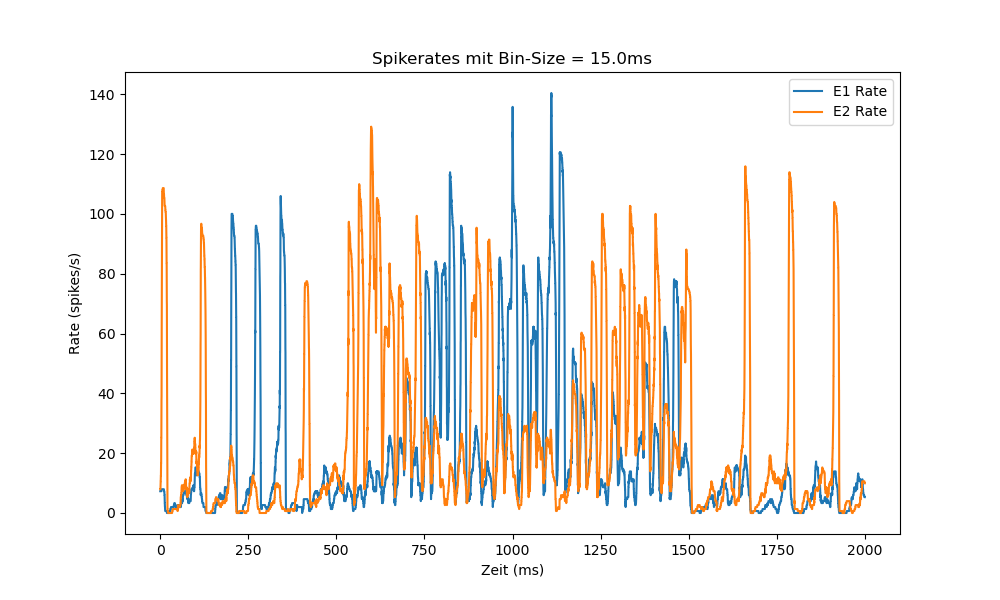 Spikerates mit Bin-Size = 15.0ms
E1 Rate
E2 Rate
140
120
100
80
60
40
20
0
Rate (spikes/s)
0 250 500 750 1000 1250 1500 1750 2000
Zeit (ms)